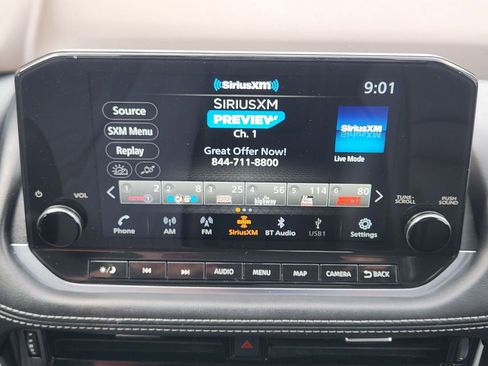 SiriusXM
9:01
Source
SXM Menu
Replay
SIRIUSXM
PREVIEW
Ch. 1
Great Offer Now!
844-711-8800
SiriusXM
Live Mode
VOL
TUNE·SCROLL
PUSH SOUND
1 2
2 8
3 25
4 56
5 114
6 80
highway
Phone
AM
FM
SiriusXM
BT Audio
USB1
Settings
AUDIO
MENU
MAP
CAMERA
BACK